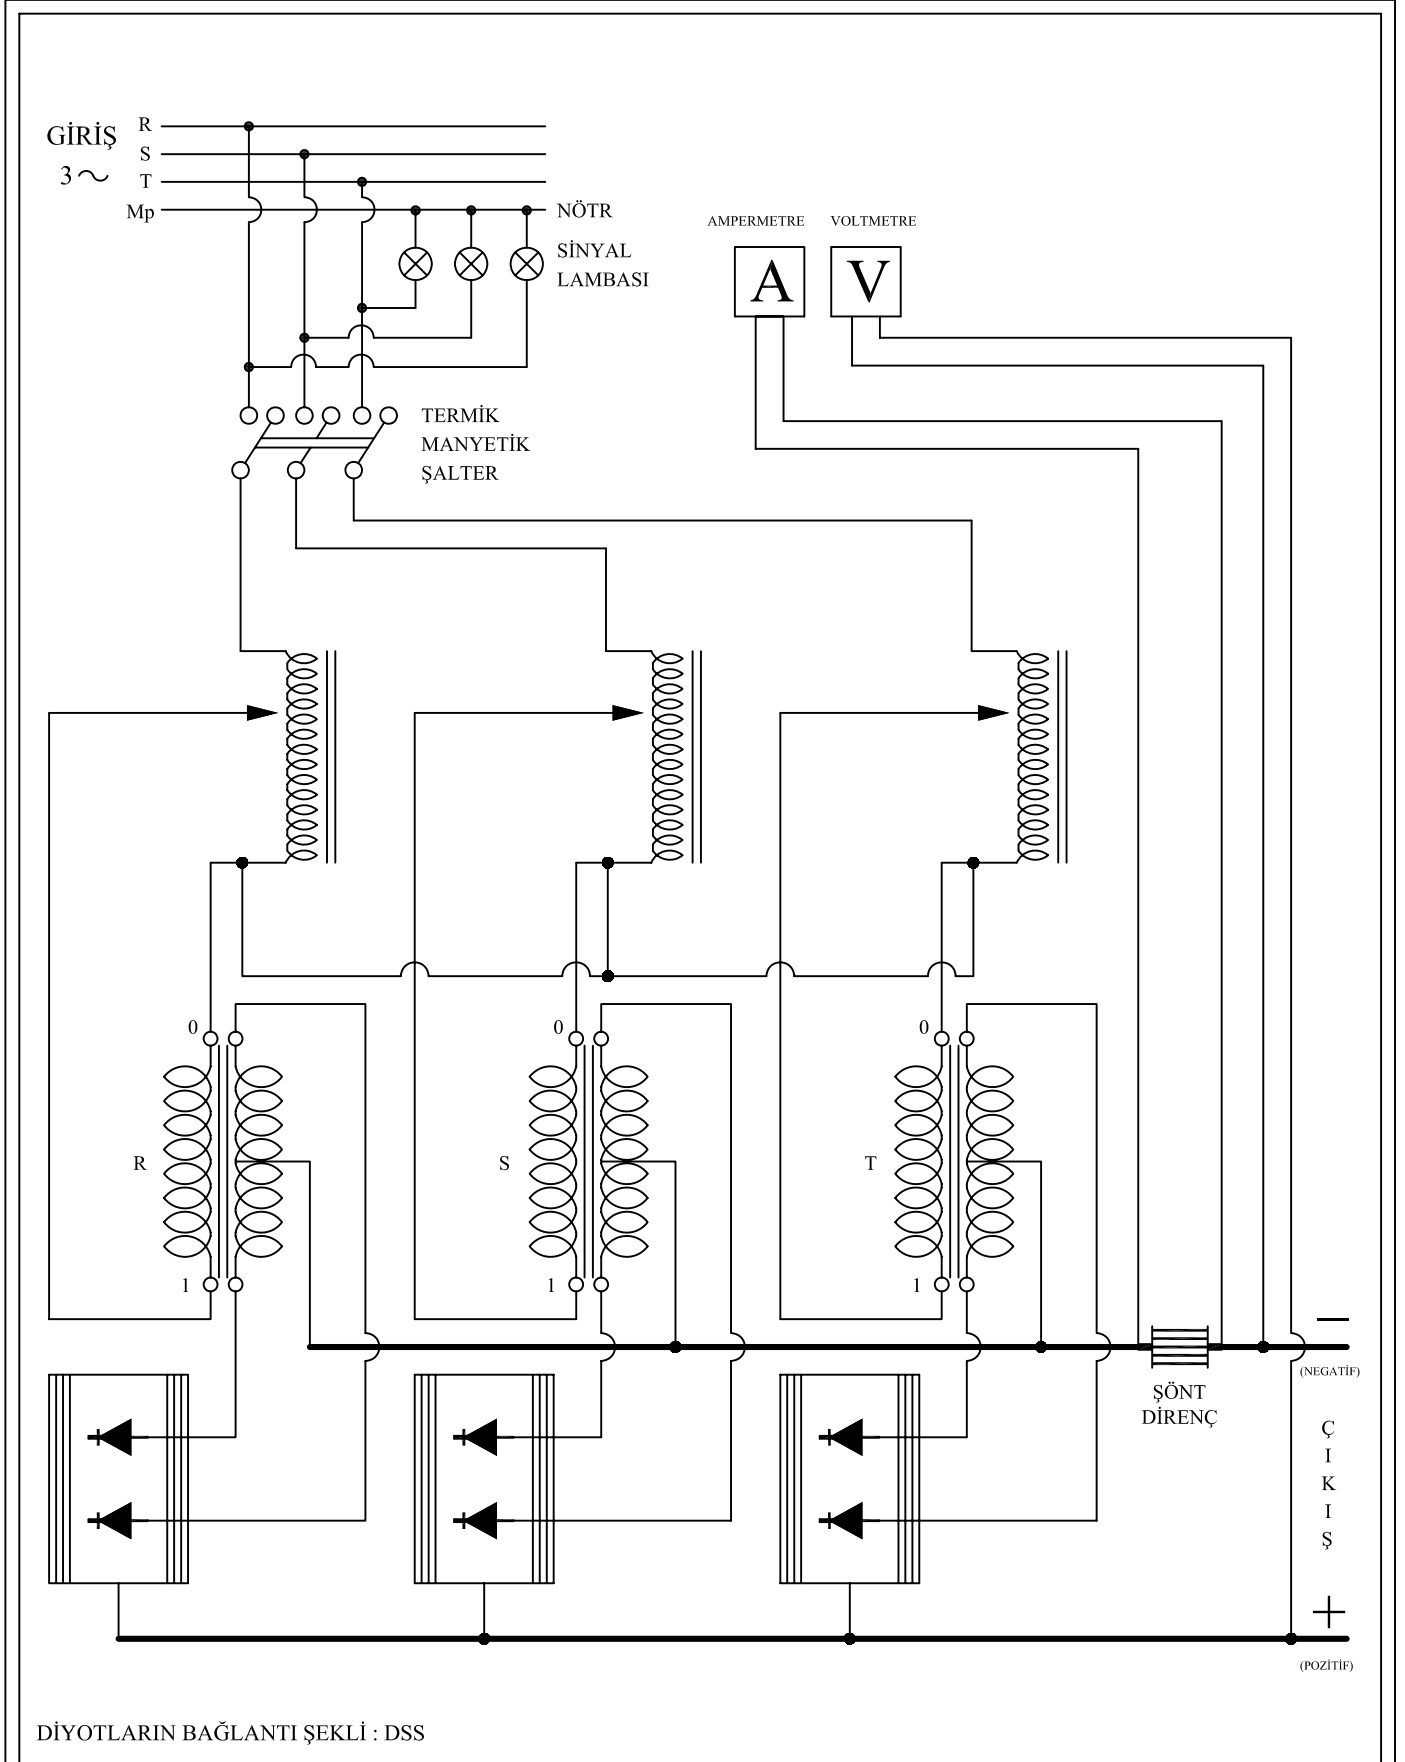 GİRİŞ
3
R
S
T
Mp
NÖTR
SİNYAL
LAMBASI
AMPERMETRE
VOLTMETRE
A
V
TERMİK
MANYETİK
ŞALTER
0
0
0
R
S
T
1
1
1
(NEGATİF)
ŞÖNT
DİRENÇ
Ç
I
K
I
Ş
(POZİTİF)
DİYOTLARIN BAĞLANTI ŞEKLİ : DSS